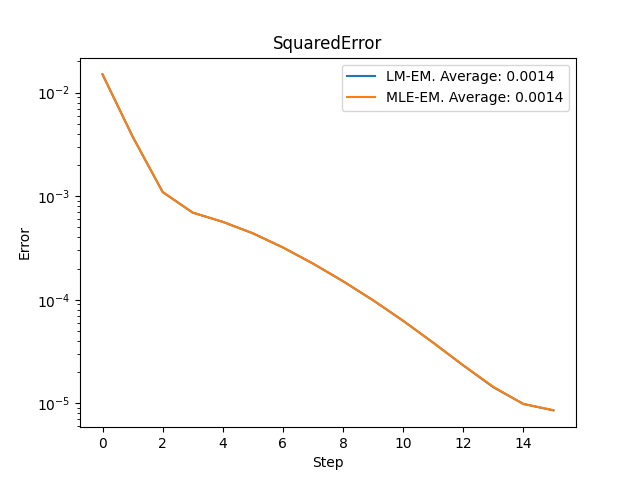 SquaredError
LM-EM. Average: 0.0014
MLE-EM. Average: 0.0014
Error
10⁻²
10⁻³
10⁻⁴
10⁻⁵
0 2 4 6 8 10 12 14
Step